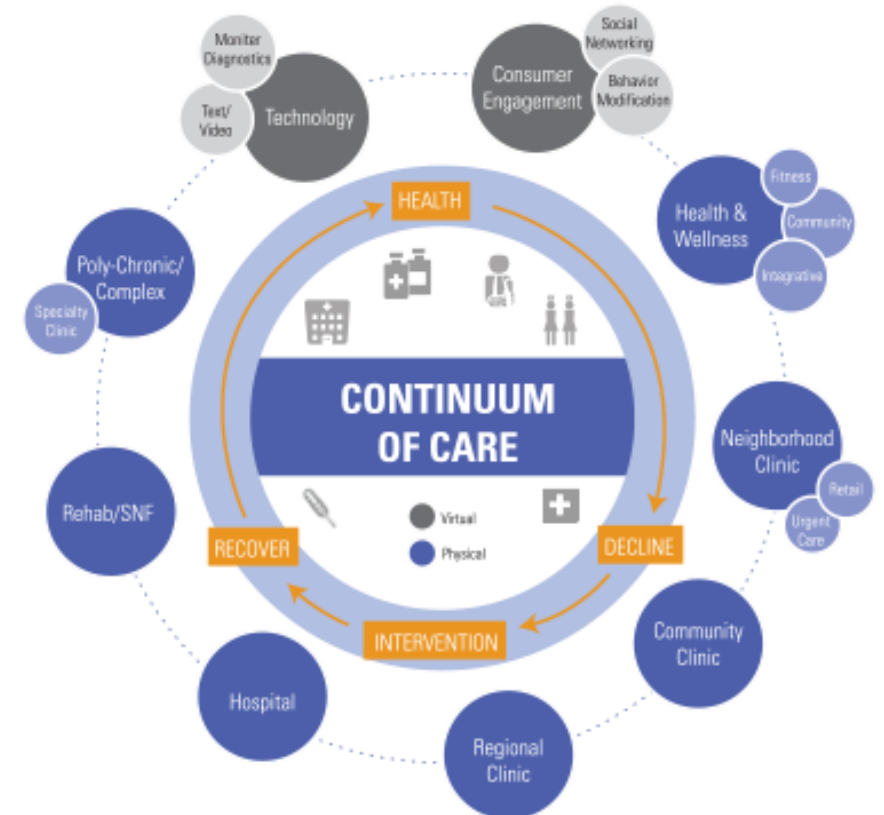 Social
Networking
Moniter
Diagnostics
Consumer
Engagement
Behavior
Modification
Text/
Video
Technology
Fitness
HEALTH
Health &
Wellness
Community
Poly-Chronic/
Complex
Integrative
Specialty
Clinic
CONTINUUM
OF CARE
Neighborhood
Clinic
Retail
Rehab/SNF
Virtual
Urgent
Care
RECOVER
DECLINE
Physical
INTERVENTION
Community
Clinic
Hospital
Regional
Clinic